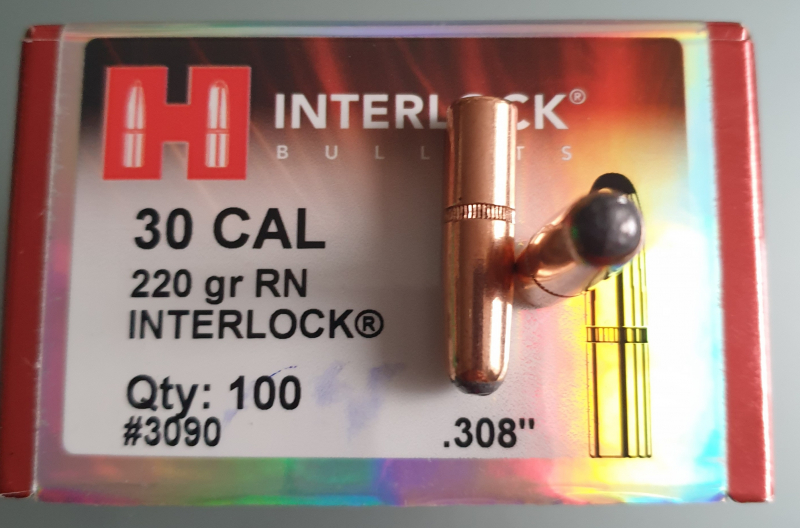 H
INTERLOCK®
BULLETS
30 CAL
220 gr RN
INTERLOCK®
Qty: 100
#3090
.308"